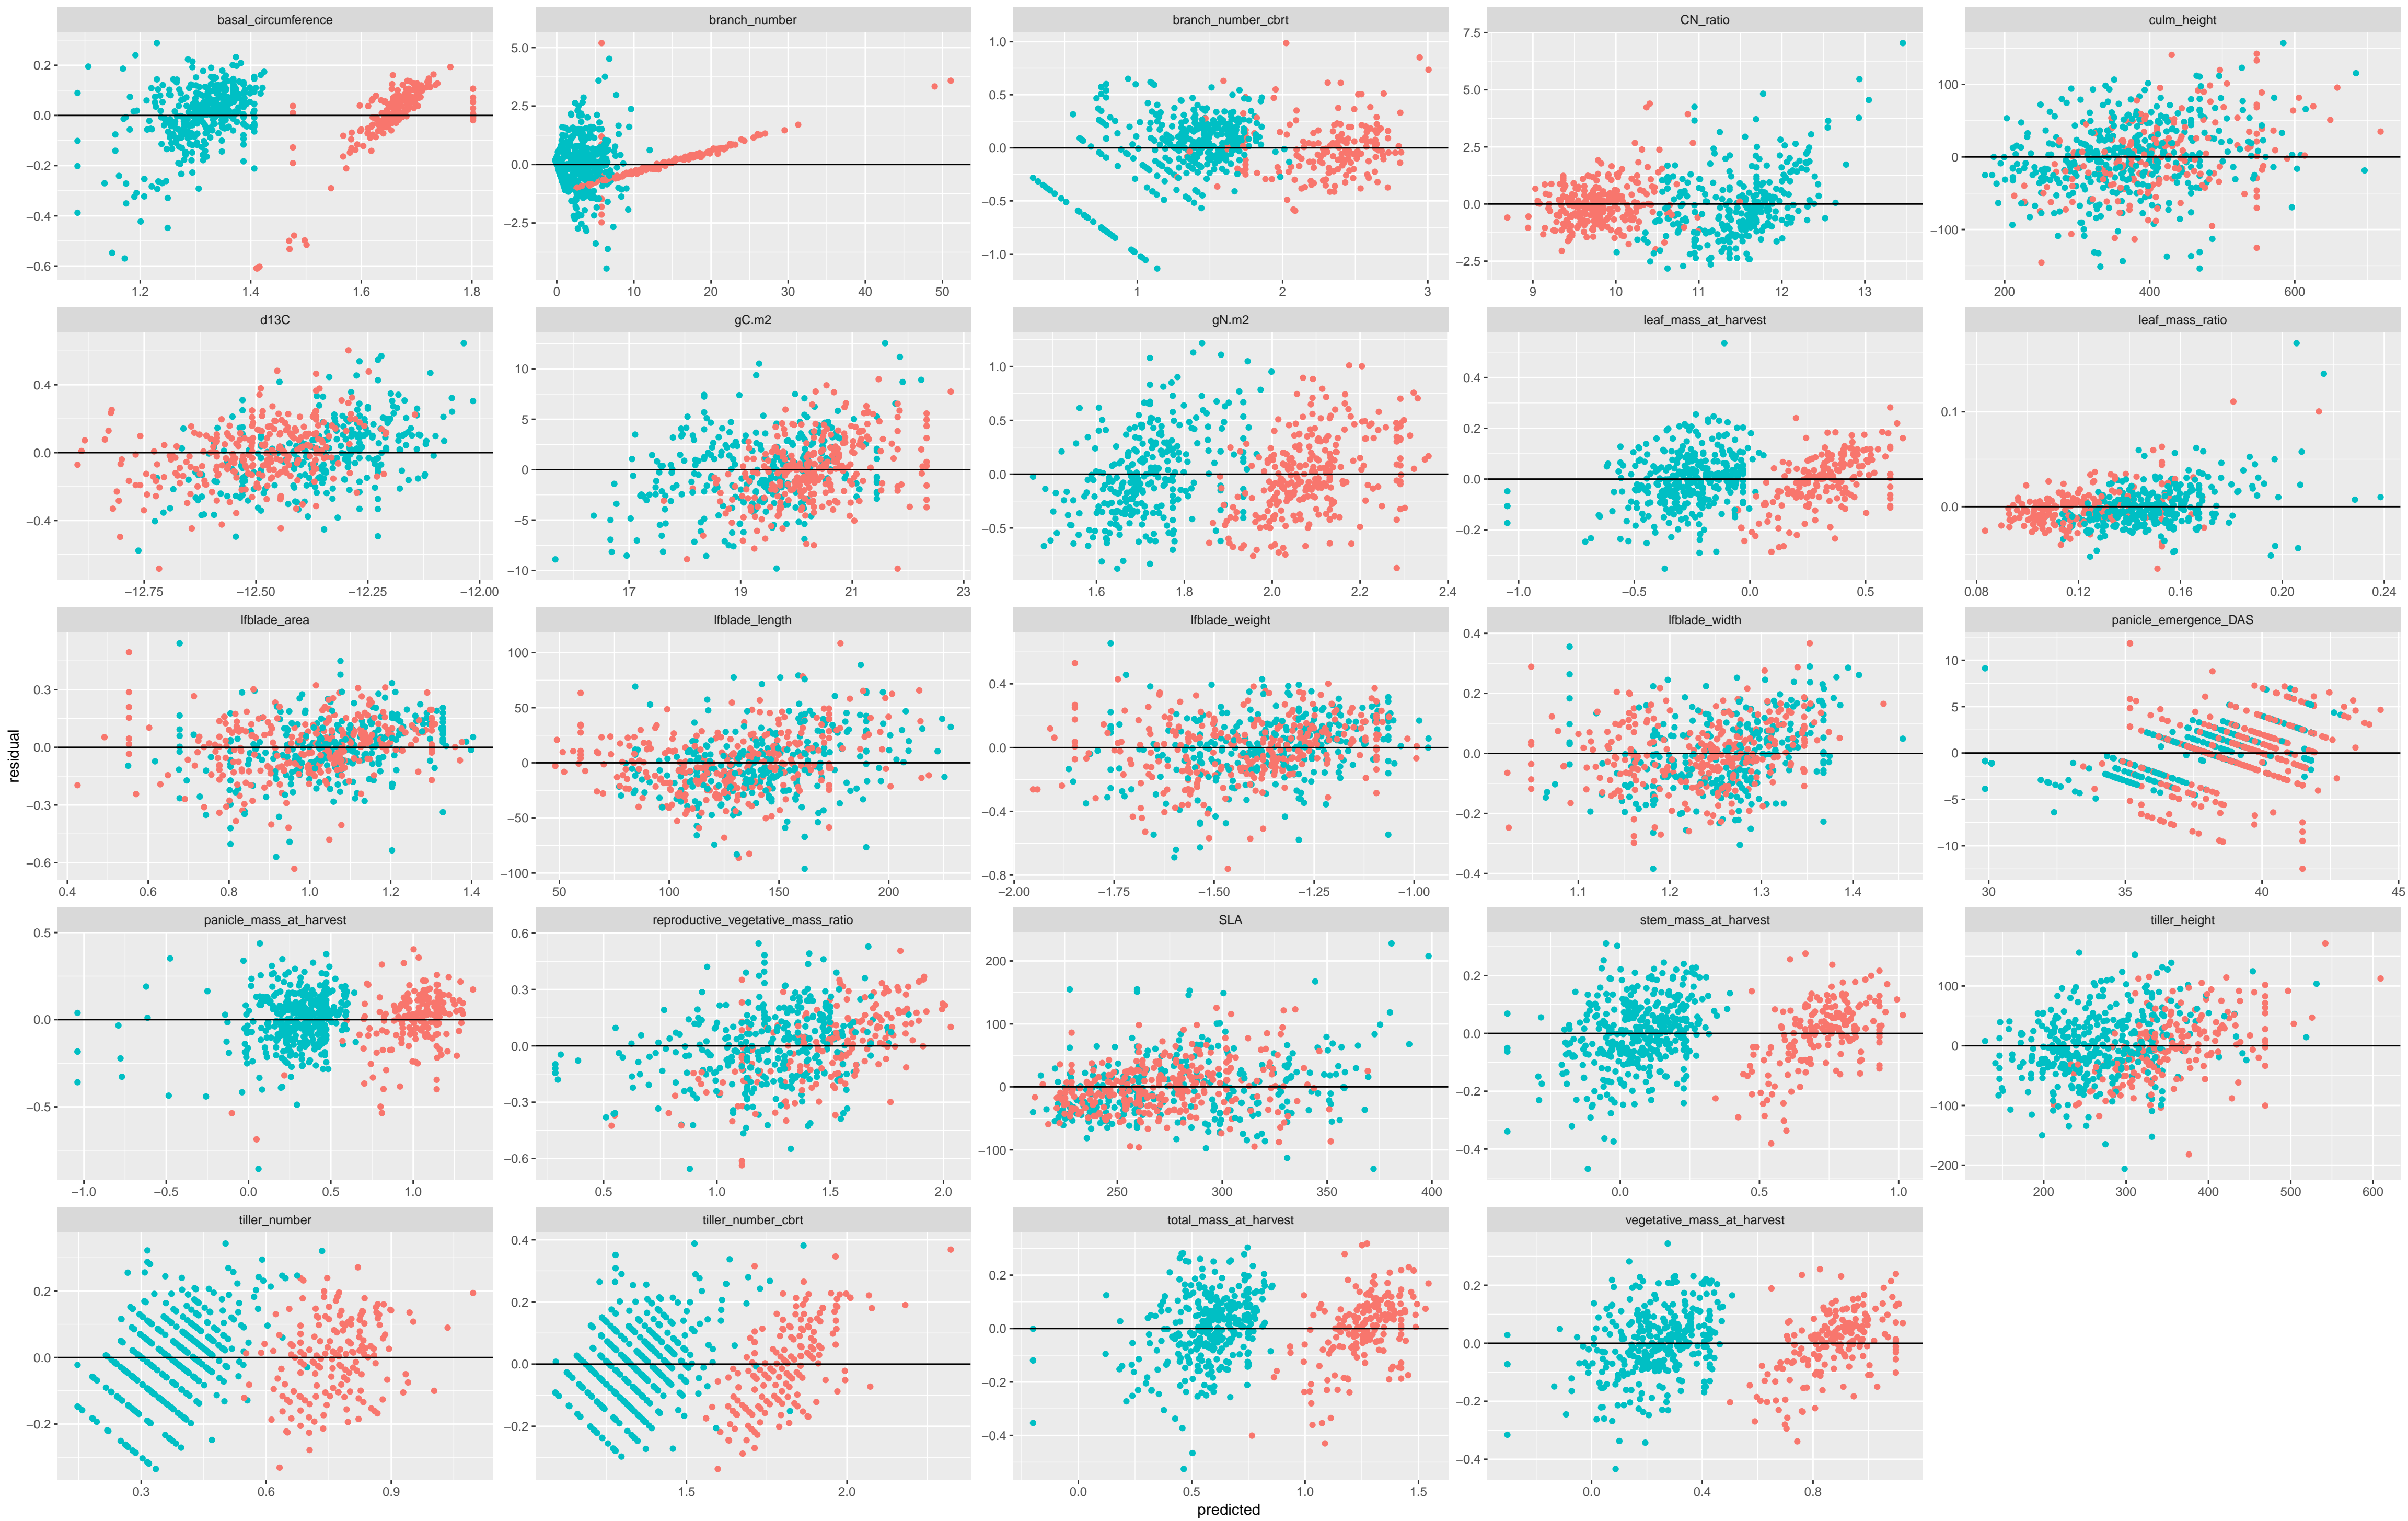 basal_circumference branch_number branch_number_cbrt CN_ratio culm_height
0.2 0.0 −0.2 −0.4 −0.6
1.2 1.4 1.6 1.8
5.0 2.5 0.0 −2.5
0 10 20 30 40 50
1.0 0.5 0.0 −0.5 −1.0
1 2 3
7.5 5.0 2.5 0.0 −2.5
9 10 11 12 13
100 0 −100
200 400 600
d13C gC.m2 gN.m2 leaf_mass_at_harvest leaf_mass_ratio
0.4 0.0 −0.4
−12.75 −12.50 −12.25 −12.00
10 5 0 −5 −10
17 19 21 23
1.0 0.5 0.0 −0.5
1.6 1.8 2.0 2.2 2.4
0.4 0.2 0.0 −0.2
−1.0 −0.5 0.0 0.5
0.1 0.0
0.08 0.12 0.16 0.20 0.24
residual
lfblade_area lfblade_length lfblade_weight lfblade_width panicle_emergence_DAS
0.3 0.0 −0.3 −0.6
0.4 0.6 0.8 1.0 1.2 1.4
100 50 0 −50 −100
50 100 150 200
0.4 0.0 −0.4 −0.8
−2.00 −1.75 −1.50 −1.25 −1.00
0.4 0.2 0.0 −0.2 −0.4
1.1 1.2 1.3 1.4
10 5 0 −5 −10
30 35 40 45
panicle_mass_at_harvest reproductive_vegetative_mass_ratio SLA stem_mass_at_harvest tiller_height
0.5 0.0 −0.5
−1.0 −0.5 0.0 0.5 1.0
0.6 0.3 0.0 −0.3 −0.6
0.5 1.0 1.5 2.0
200 100 0 −100
250 300 350 400
0.2 0.0 −0.2 −0.4
0.0 0.5 1.0
100 0 −100 −200
200 300 400 500 600
tiller_number tiller_number_cbrt total_mass_at_harvest vegetative_mass_at_harvest
0.2 0.0 −0.2
0.3 0.6 0.9
0.4 0.2 0.0 −0.2
1.5 2.0
0.2 0.0 −0.2 −0.4
0.0 0.5 1.0 1.5
0.2 0.0 −0.2 −0.4
0.0 0.4 0.8
predicted